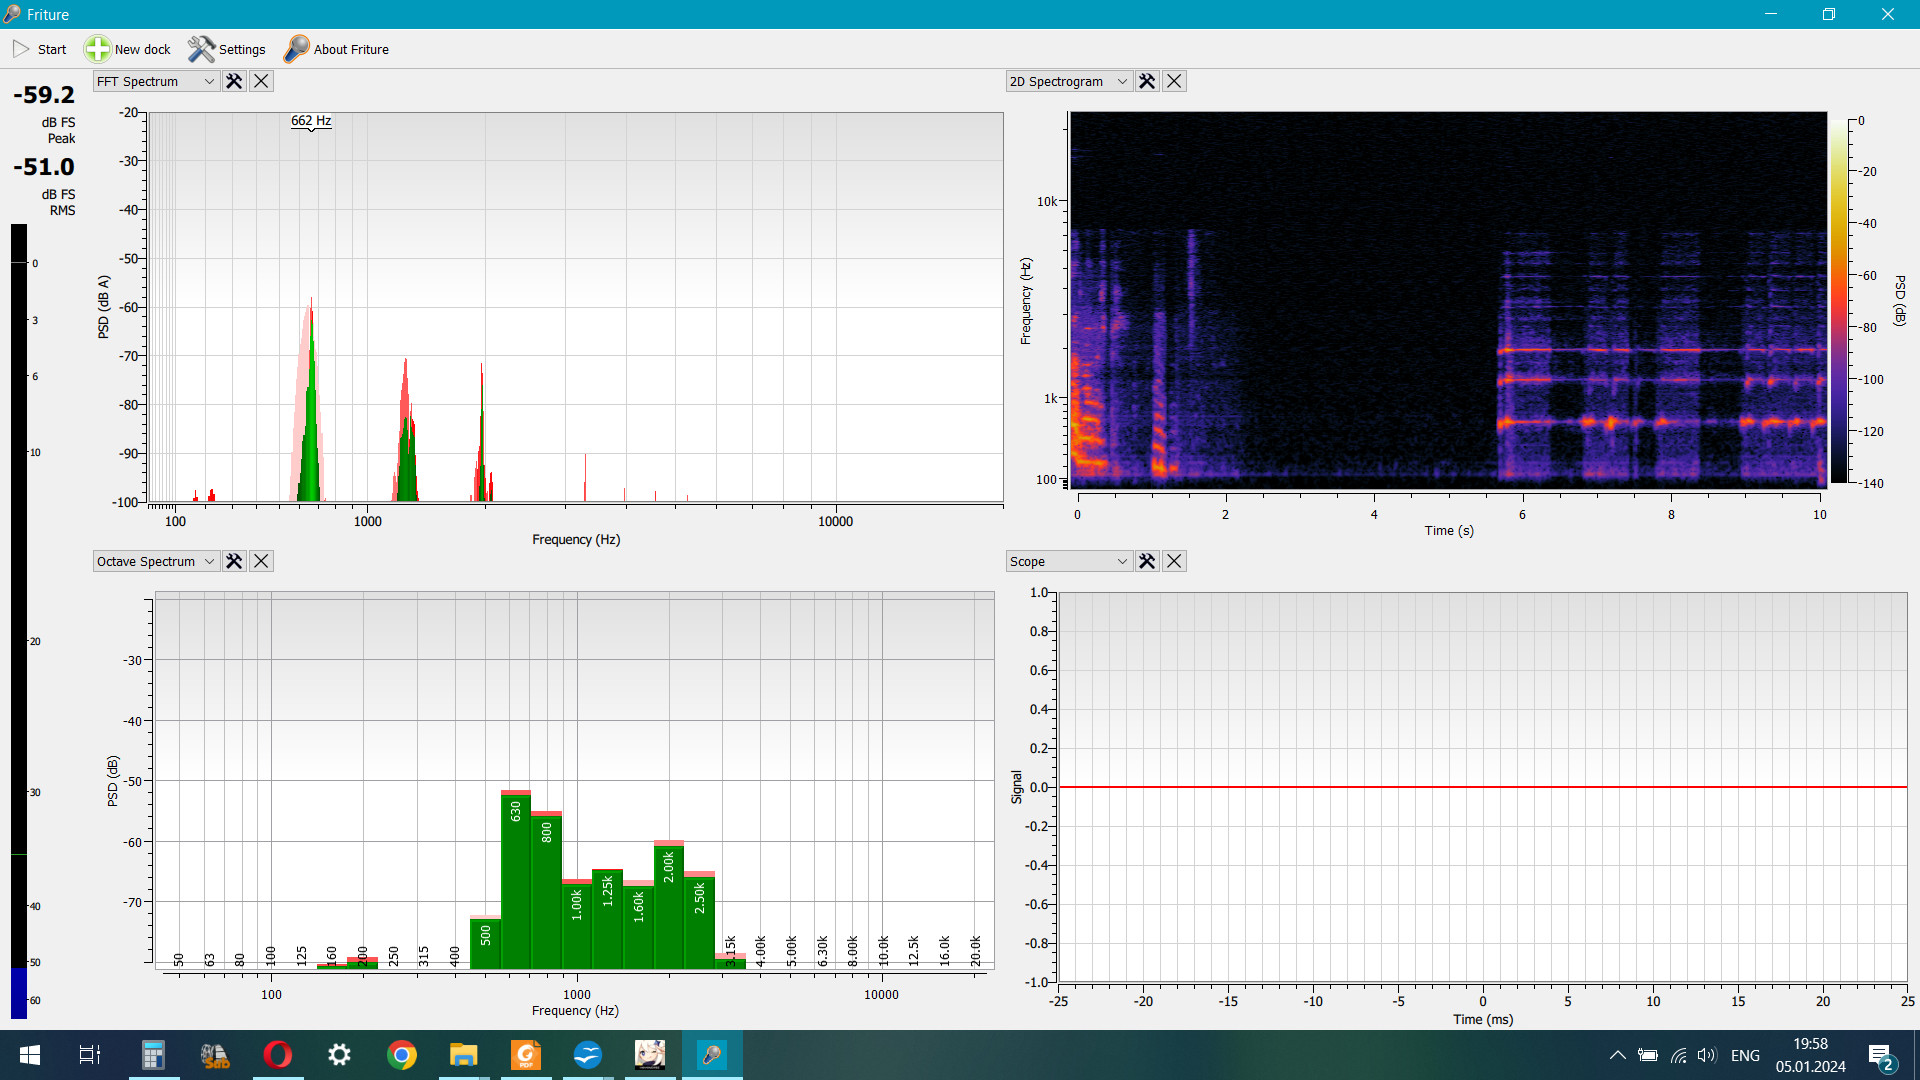 Friture
Start New dock Settings About Friture
-59.2
dB FS
Peak
-51.0
dB FS
RMS
0
3
6
10
20
30
40
50
60
FFT Spectrum
662 Hz
-20
-30
-40
-50
-60
-70
-80
-90
-100
PSD (dB A)
100 1000 10000
Frequency (Hz)
2D Spectrogram
10k
1k
100
Frequency (Hz)
0 2 4 6 8 10
Time (s)
0
-20
-40
-60
-80
-100
-120
-140
PSD (dB)
Octave Spectrum
-30
-40
-50
-60
-70
PSD (dB)
50 63 80 100 125 160 200 250 315 400 500 630 800 1.00k 1.25k 1.60k 2.00k 2.50k 3.15k 4.00k 5.00k 6.30k 8.00k 10.0k 12.5k 16.0k 20.0k
100 1000 10000
Frequency (Hz)
Scope
1.0
0.8
0.6
0.4
0.2
0.0
-0.2
-0.4
-0.6
-0.8
-1.0
Signal
-25 -20 -15 -10 -5 0 5 10 15 20 25
Time (ms)
PDF
ENG
19:58
05.01.2024
2